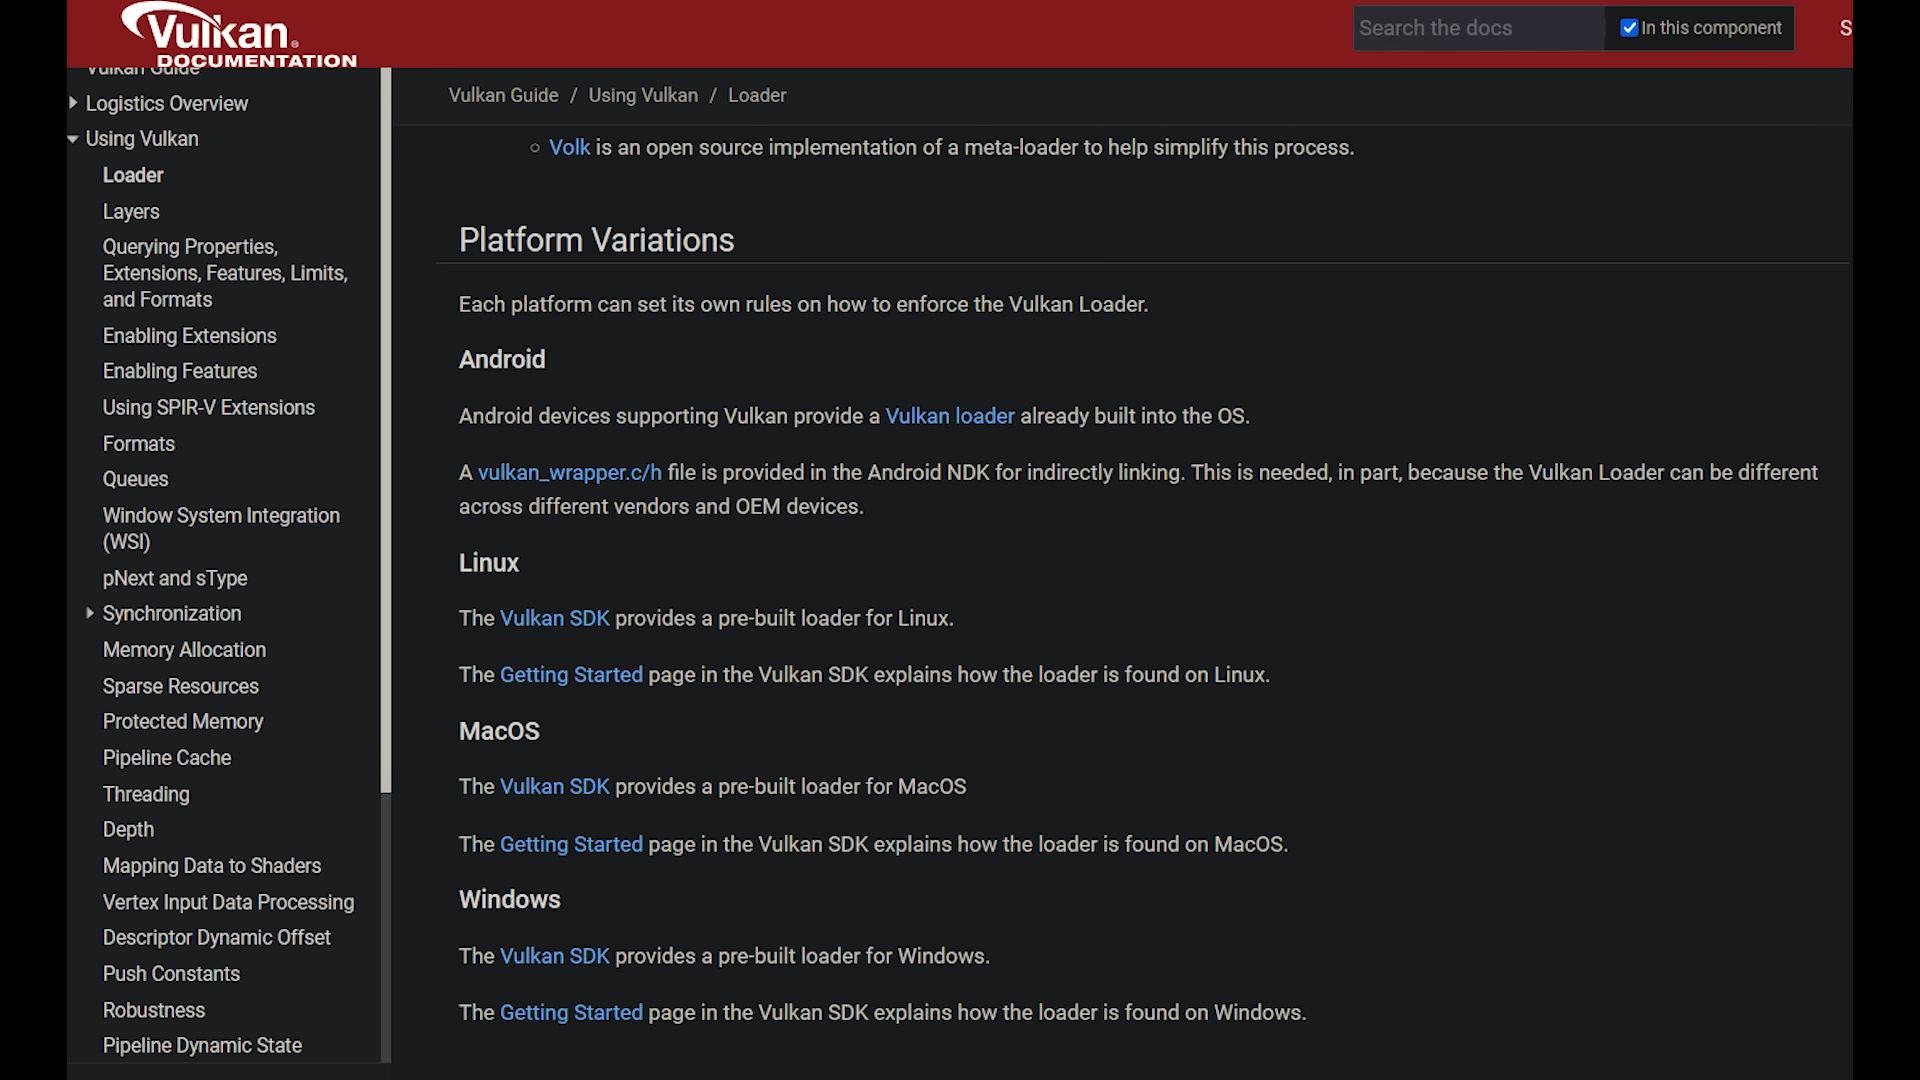 Vulkan®
DOCUMENTATION
Search the docs
In this component
S
Vulkan Guide
Logistics Overview
Using Vulkan
Loader
Layers
Querying Properties,
Extensions, Features, Limits,
and Formats
Enabling Extensions
Enabling Features
Using SPIR-V Extensions
Formats
Queues
Window System Integration
(WSI)
pNext and sType
Synchronization
Memory Allocation
Sparse Resources
Protected Memory
Pipeline Cache
Threading
Depth
Mapping Data to Shaders
Vertex Input Data Processing
Descriptor Dynamic Offset
Push Constants
Robustness
Pipeline Dynamic State
Vulkan Guide / Using Vulkan / Loader
Volk is an open source implementation of a meta-loader to help simplify this process.
Platform Variations
Each platform can set its own rules on how to enforce the Vulkan Loader.
Android
Android devices supporting Vulkan provide a Vulkan loader already built into the OS.
A vulkan_wrapper.c/h file is provided in the Android NDK for indirectly linking. This is needed, in part, because the Vulkan Loader can be different
across different vendors and OEM devices.
Linux
The Vulkan SDK provides a pre-built loader for Linux.
The Getting Started page in the Vulkan SDK explains how the loader is found on Linux.
MacOS
The Vulkan SDK provides a pre-built loader for MacOS
The Getting Started page in the Vulkan SDK explains how the loader is found on MacOS.
Windows
The Vulkan SDK provides a pre-built loader for Windows.
The Getting Started page in the Vulkan SDK explains how the loader is found on Windows.